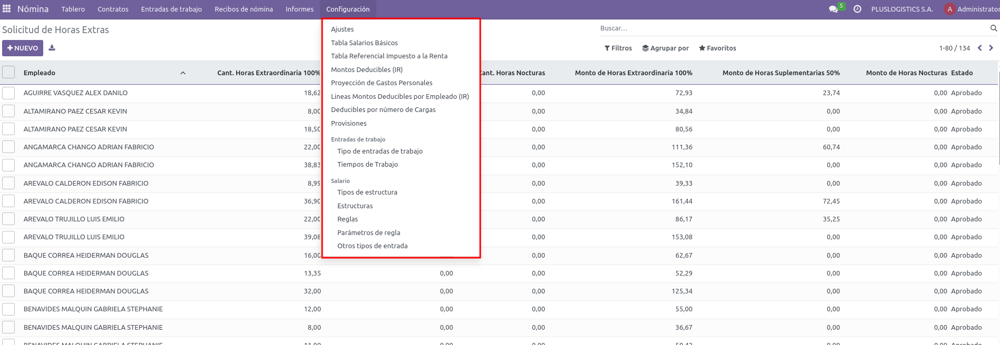 Nómina Tablero Contratos Entradas de trabajo Recibos de nómina Informes Configuración 5 PLUSLOGISTICS S.A. A Administrator
Solicitud de Horas Extras Buscar...
NUEVO Filtros Agrupar por Favoritos 1-80 / 134
Ajustes
Tabla Salarios Básicos
Tabla Referencial Impuesto a la Renta
Montos Deducibles (IR)
Proyección de Gastos Personales
Lineas Montos Deducibles por Empleado (IR)
Deducibles por número de Cargas
Provisiones
Entradas de trabajo
Tipo de entradas de trabajo
Tiempos de Trabajo
Salario
Tipos de estructura
Estructuras
Reglas
Parámetros de regla
Otros tipos de entrada
Empleado Cant. Horas Extraordinaria 100% Cant. Horas Nocturas Monto de Horas Extraordinaria 100% Monto de Horas Suplementarias 50% Monto de Horas Nocturas Estado
AGUIRRE VASQUEZ ALEX DANILO 18,62 0,00 72,93 23,74 0,00 Aprobado
ALTAMIRANO PAEZ CESAR KEVIN 8,00 0,00 34,84 0,00 0,00 Aprobado
ALTAMIRANO PAEZ CESAR KEVIN 18,50 0,00 80,56 0,00 0,00 Aprobado
ANGAMARCA CHANGO ADRIAN FABRICIO 22,00 0,00 111,36 60,74 0,00 Aprobado
ANGAMARCA CHANGO ADRIAN FABRICIO 38,83 0,00 152,10 0,00 0,00 Aprobado
AREVALO CALDERON EDISON FABRICIO 8,99 0,00 39,33 0,00 0,00 Aprobado
AREVALO CALDERON EDISON FABRICIO 36,90 0,00 161,44 72,45 0,00 Aprobado
AREVALO TRUJILLO LUIS EMILIO 22,00 0,00 86,17 35,25 0,00 Aprobado
AREVALO TRUJILLO LUIS EMILIO 39,08 0,00 153,08 0,00 0,00 Aprobado
BAQUE CORREA HEIDERMAN DOUGLAS 16,00 0,00 62,67 0,00 0,00 Aprobado
BAQUE CORREA HEIDERMAN DOUGLAS 13,35 0,00 0,00 52,29 0,00 0,00 Aprobado
BAQUE CORREA HEIDERMAN DOUGLAS 32,00 0,00 0,00 125,34 0,00 0,00 Aprobado
BENAVIDES MALQUIN GABRIELA STEPHANIE 12,00 0,00 0,00 55,00 0,00 0,00 Aprobado
BENAVIDES MALQUIN GABRIELA STEPHANIE 8,00 0,00 0,00 36,67 0,00 0,00 Aprobado
BENAVIDES MALQUIN GABRIELA STEPHANIE 0,00 0,00 0,00 0,00 Aprobado